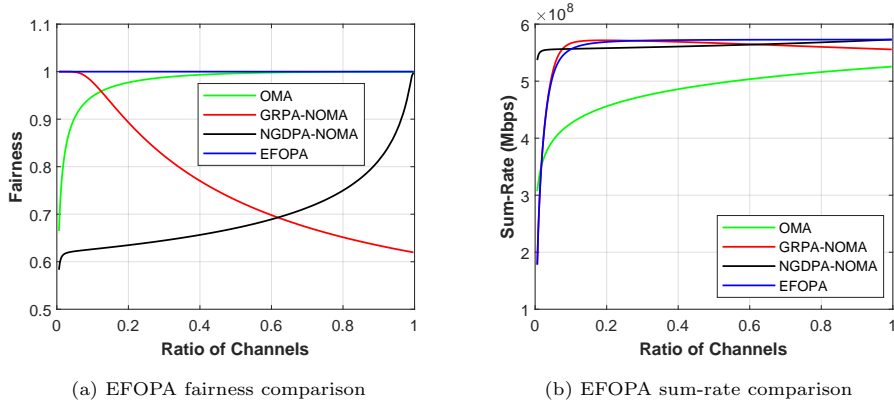 1.1
1
0.9
0.8
0.7
0.6
0.5
Fairness
0 0.2 0.4 0.6 0.8 1
Ratio of Channels
OMA
GRPA-NOMA
NGDPA-NOMA
EFOPA
(a) EFOPA fairness comparison
×10⁸
6
5
4
3
2
1
Sum-Rate (Mbps)
0 0.2 0.4 0.6 0.8 1
Ratio of Channels
OMA
GRPA-NOMA
NGDPA-NOMA
EFOPA
(b) EFOPA sum-rate comparison